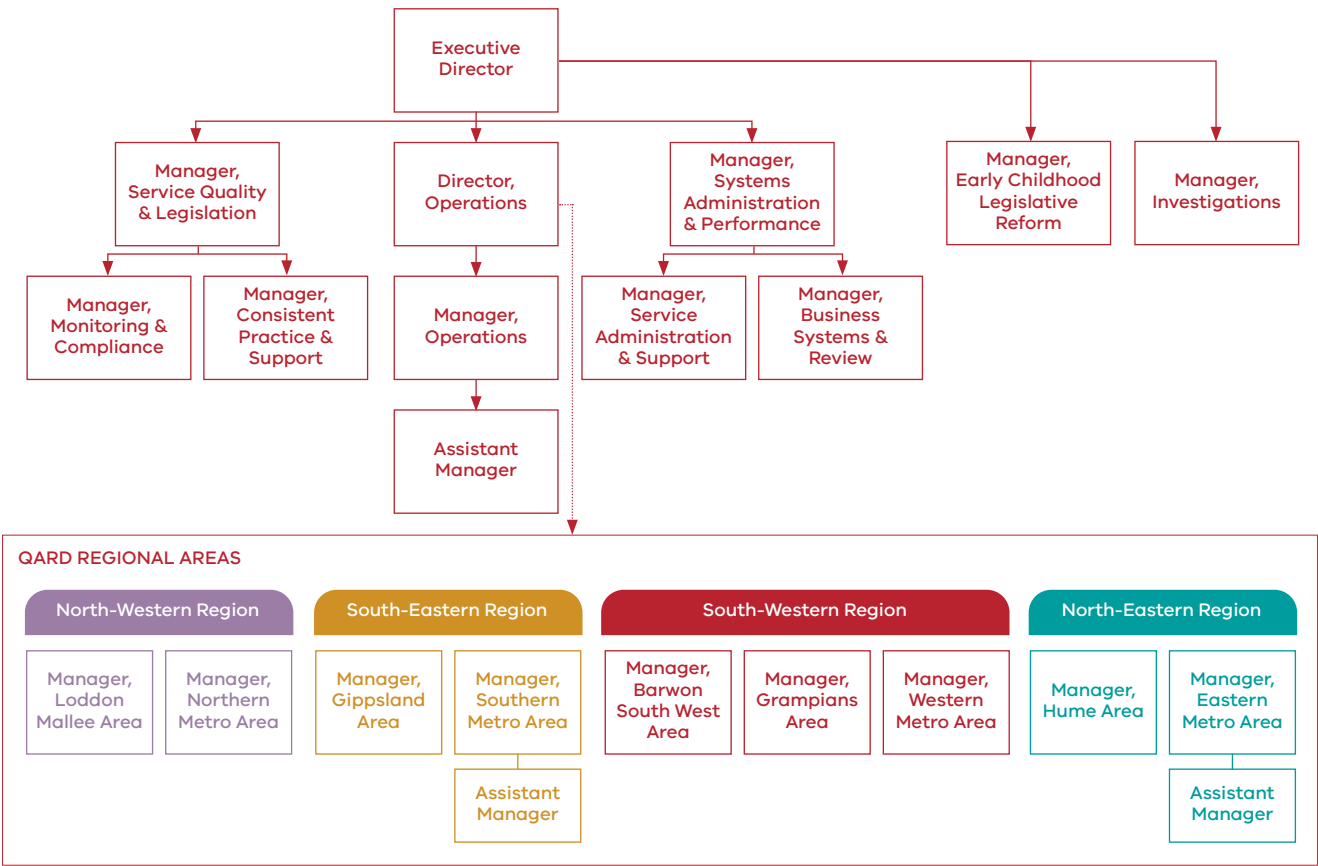 Executive
Director
Manager,
Service Quality
& Legislation
Director,
Operations
Manager,
Systems
Administration
& Performance
Manager,
Early Childhood
Legislative
Reform
Manager,
Investigations
Manager,
Monitoring &
Compliance
Manager,
Consistent
Practice &
Support
Manager,
Operations
Manager,
Service
Administration
& Support
Manager,
Business
Systems &
Review
Assistant
Manager
QARD REGIONAL AREAS
North-Western Region
Manager,
Loddon
Mallee Area
Manager,
Northern
Metro Area
South-Eastern Region
Manager,
Gippsland
Area
Manager,
Southern
Metro Area
Assistant
Manager
South-Western Region
Manager,
Barwon
South West
Area
Manager,
Grampians
Area
Manager,
Western
Metro Area
North-Eastern Region
Manager,
Hume Area
Manager,
Eastern
Metro Area
Assistant
Manager